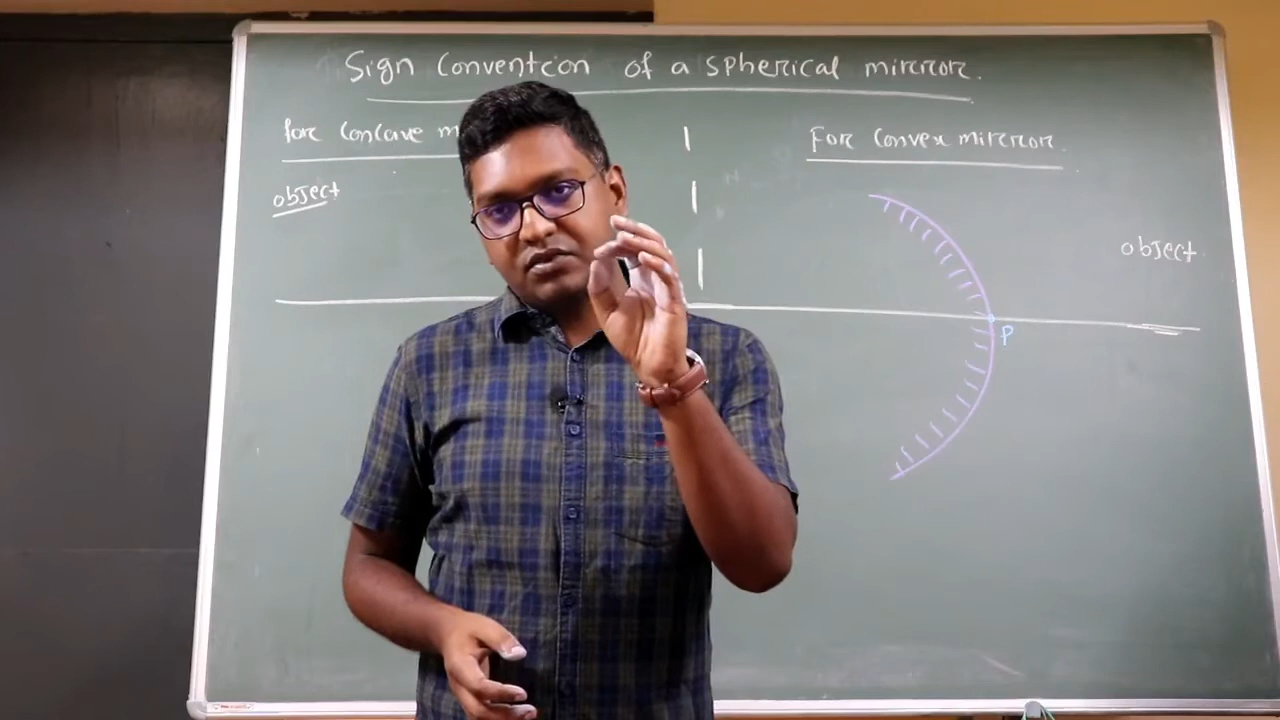 Sign Convention of a spherical mirror.
for Concave m
For Convex mirror.
object
object
P